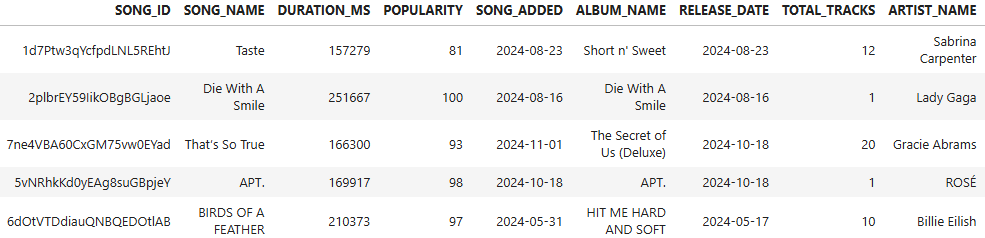 SONG_ID SONG_NAME DURATION_MS POPULARITY SONG_ADDED ALBUM_NAME RELEASE_DATE TOTAL_TRACKS ARTIST_NAME
1d7Ptw3qYcfpdLNL5REhtJ Taste 157279 81 2024-08-23 Short n' Sweet 2024-08-23 12 Sabrina
Carpenter
2plbrEY59IikOBgBGLjaoe Die With A
Smile 251667 100 2024-08-16 Die With A
Smile 2024-08-16 1 Lady Gaga
7ne4VBA60CxGM75vw0EYad That's So True 166300 93 2024-11-01 The Secret of
Us (Deluxe) 2024-10-18 20 Gracie Abrams
5vNRhkKd0yEAg8suGBpjeY APT. 169917 98 2024-10-18 APT. 2024-10-18 1 ROSÉ
6dOtVTDdiauQNBQEDOtlAB BIRDS OF A
FEATHER 210373 97 2024-05-31 HIT ME HARD
AND SOFT 2024-05-17 10 Billie Eilish